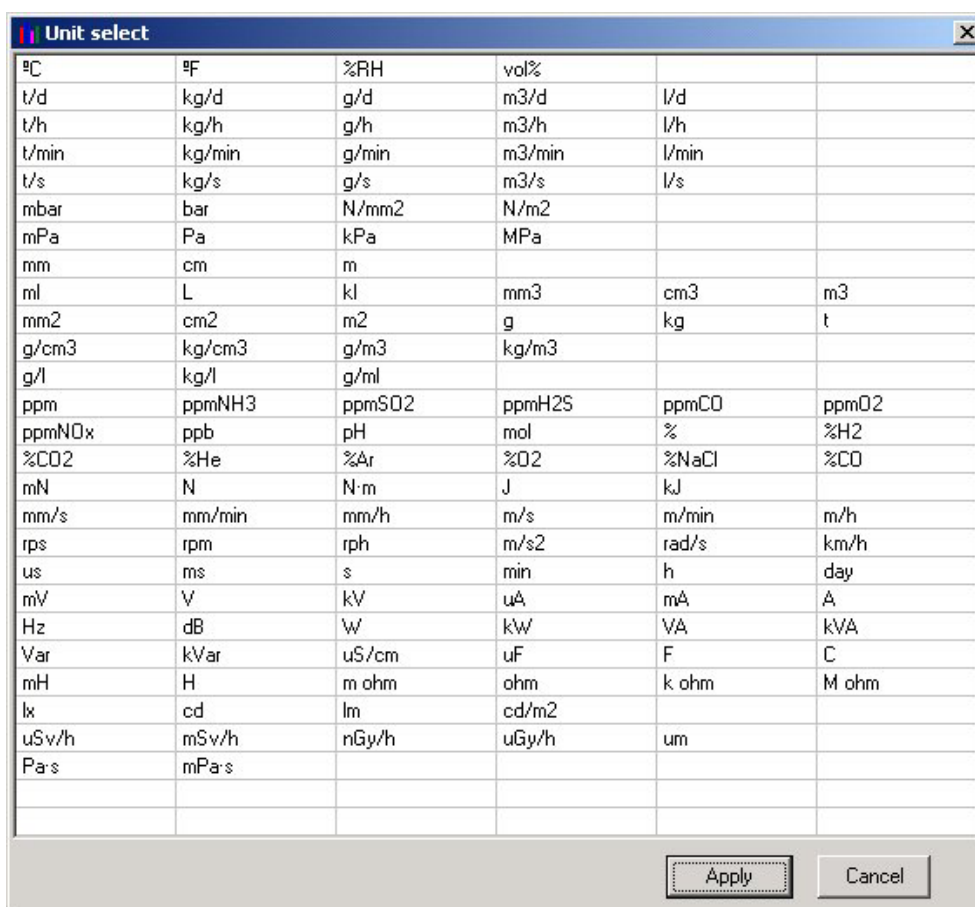 Unit select
ºC ºF %RH vol%
t/d kg/d g/d m3/d l/d
t/h kg/h g/h m3/h l/h
t/min kg/min g/min m3/min l/min
t/s kg/s g/s m3/s l/s
mbar bar N/mm2 N/m2
mPa Pa kPa MPa
mm cm m
ml L kl mm3 cm3 m3
mm2 cm2 m2 g kg t
g/cm3 kg/cm3 g/m3 kg/m3
g/l kg/l g/ml
ppm ppmNH3 ppmSO2 ppmH2S ppmCO ppmO2
ppmNOx ppb pH mol % %H2
%CO2 %He %Ar %O2 %NaCl %CO
mN N N·m J kJ
mm/s mm/min mm/h m/s m/min m/h
rps rpm rph m/s2 rad/s km/h
us ms s min h day
mV V kV uA mA A
Hz dB W kW VA kVA
Var kVar uS/cm uF F C
mH H m ohm ohm k ohm M ohm
lx cd lm cd/m2
uSv/h mSv/h nGy/h uGy/h um
Pa·s mPa·s
Apply Cancel